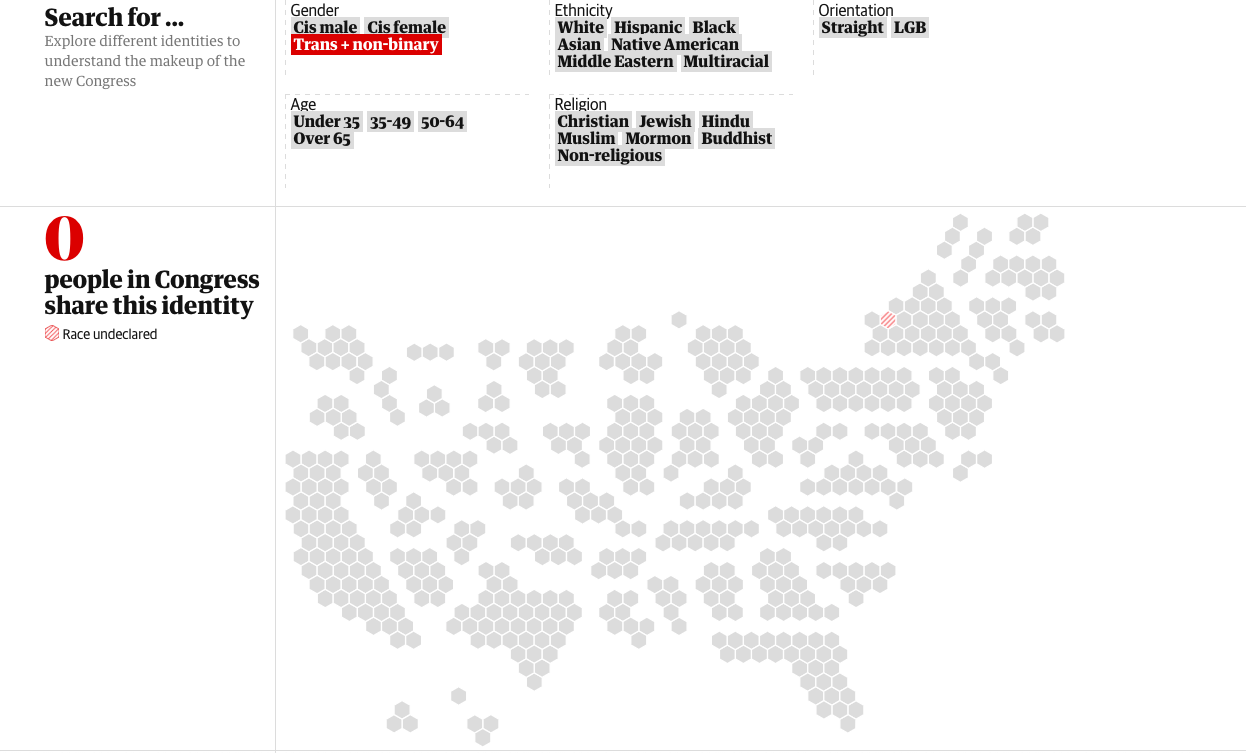 Search for ...
Explore different identities to
understand the makeup of the
new Congress
Gender
Cis male Cis female
Trans + non-binary
Ethnicity
White Hispanic Black
Asian Native American
Middle Eastern Multiracial
Orientation
Straight LGB
Age
Under 35 35-49 50-64
Over 65
Religion
Christian Jewish Hindu
Muslim Mormon Buddhist
Non-religious
0
people in Congress
share this identity
Race undeclared